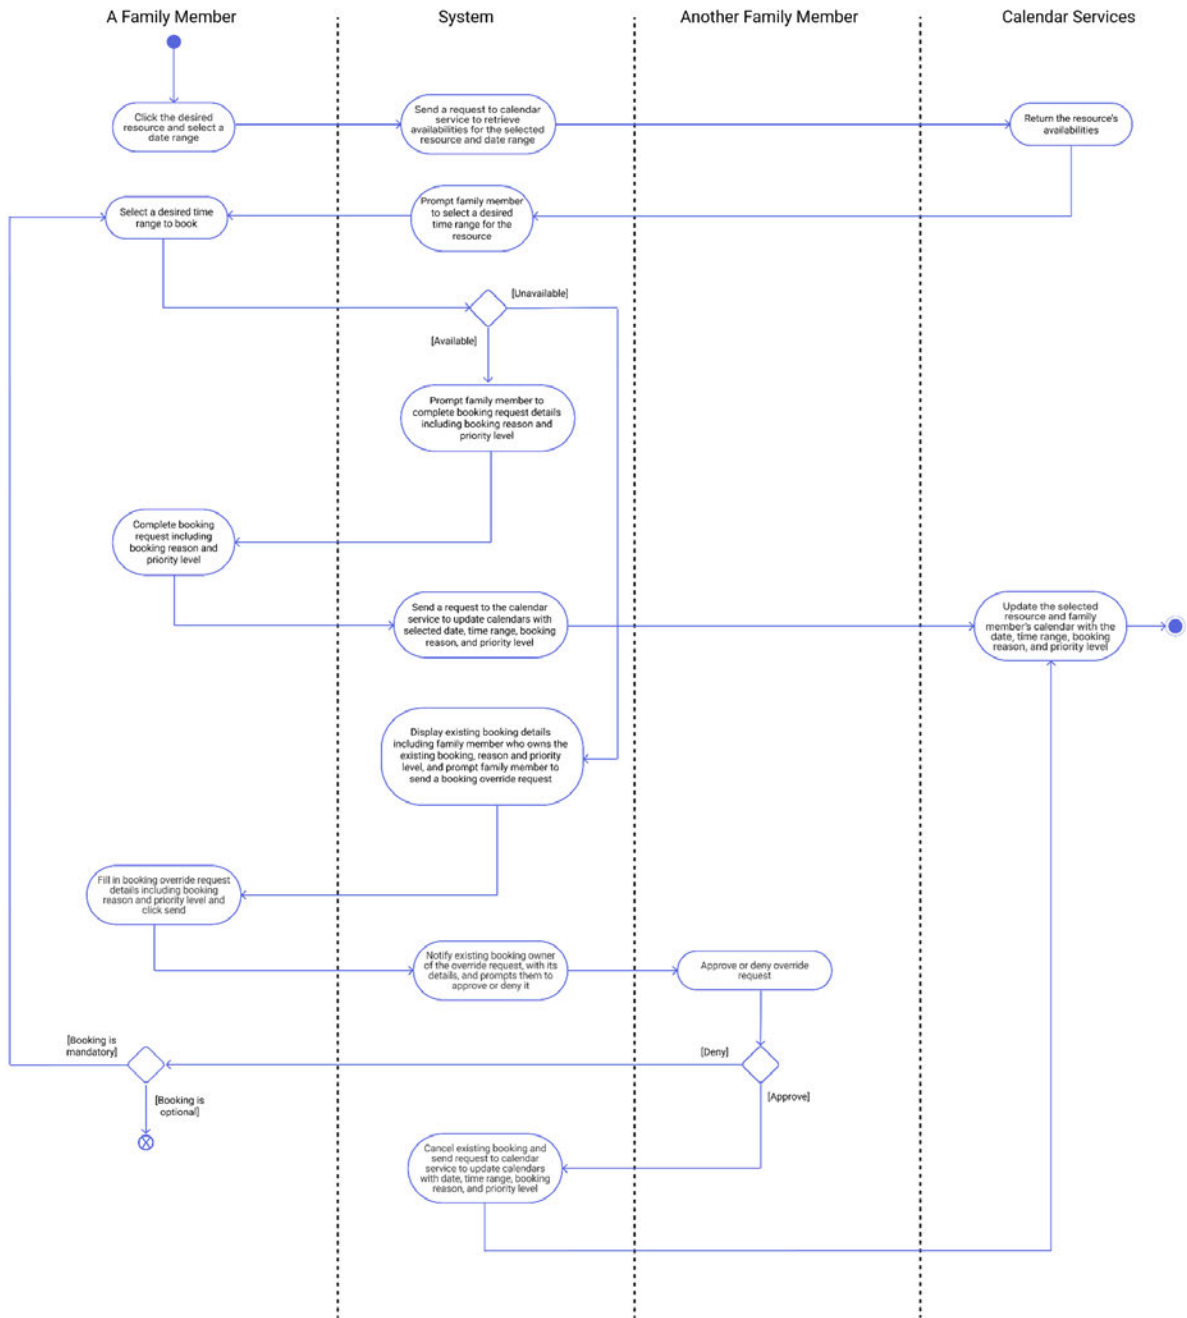 A Family Member
System
Another Family Member
Calendar Services
Click the desired
resource and select a
date range
Send a request to calendar
service to retrieve
availabilities for the selected
resource and date range
Return the resource's
availabilities
Select a desired time
range to book
Prompt family member
to select a desired
time range for the
resource
[Unavailable]
[Available]
Prompt family member to
complete booking request details
including booking reason and
priority level
Complete booking
request including
booking reason and
priority level
Send a request to the calendar
service to update calendars with
selected date, time range, booking
reason, and priority level
Update the selected
resource and family
member's calendar with the
date, time range, booking
reason, and priority level
Display existing booking details
including family member who owns the
existing booking, reason and priority
level, and prompt family member to
send a booking override request
Fill in booking override request
details including booking
reason and priority level and
click send
Notify existing booking owner
of the override request, with its
details, and prompts them to
approve or deny it
Approve or deny override
request
[Booking is
mandatory]
[Deny]
[Booking is
optional]
[Approve]
Cancel existing booking and
send request to calendar
service to update calendars
with date, time range, booking
reason, and priority level